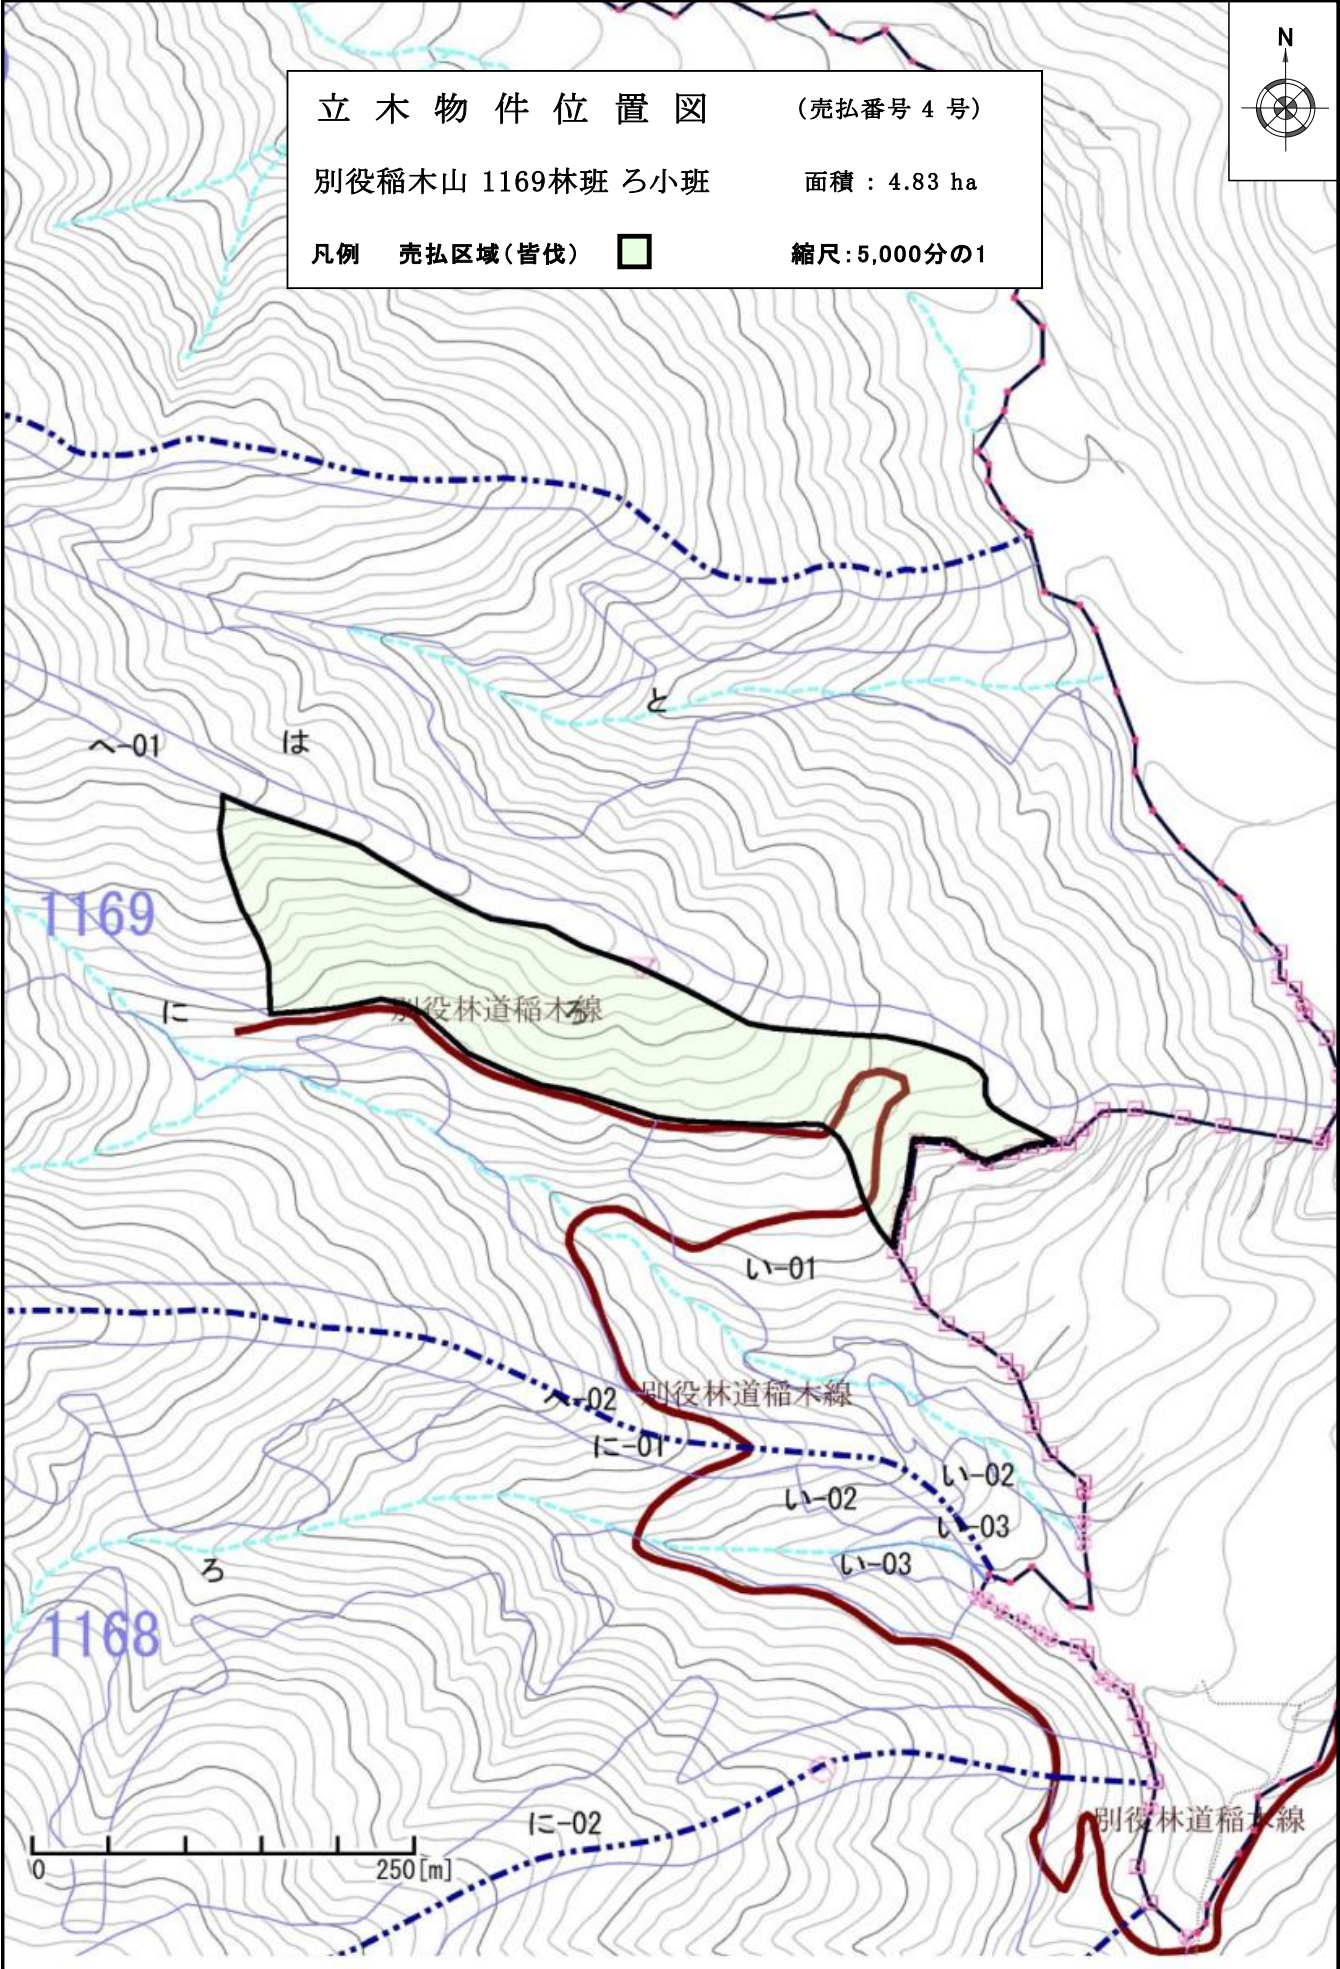 N
立木物件位置図 (売払番号 4 号)
別役稲木山 1169林班 ろ小班 面積 : 4.83 ha
凡例 売払区域(皆伐) 縮尺:5,000分の1
と
へ-01 は
1169
に 別役林道稲木線 ろ
い-01
へ-02 別役林道稲木線
に-01
い-02
い-02
い-03
い-03
ろ
1168
に-02 別役林道稲木線
0 250[m]